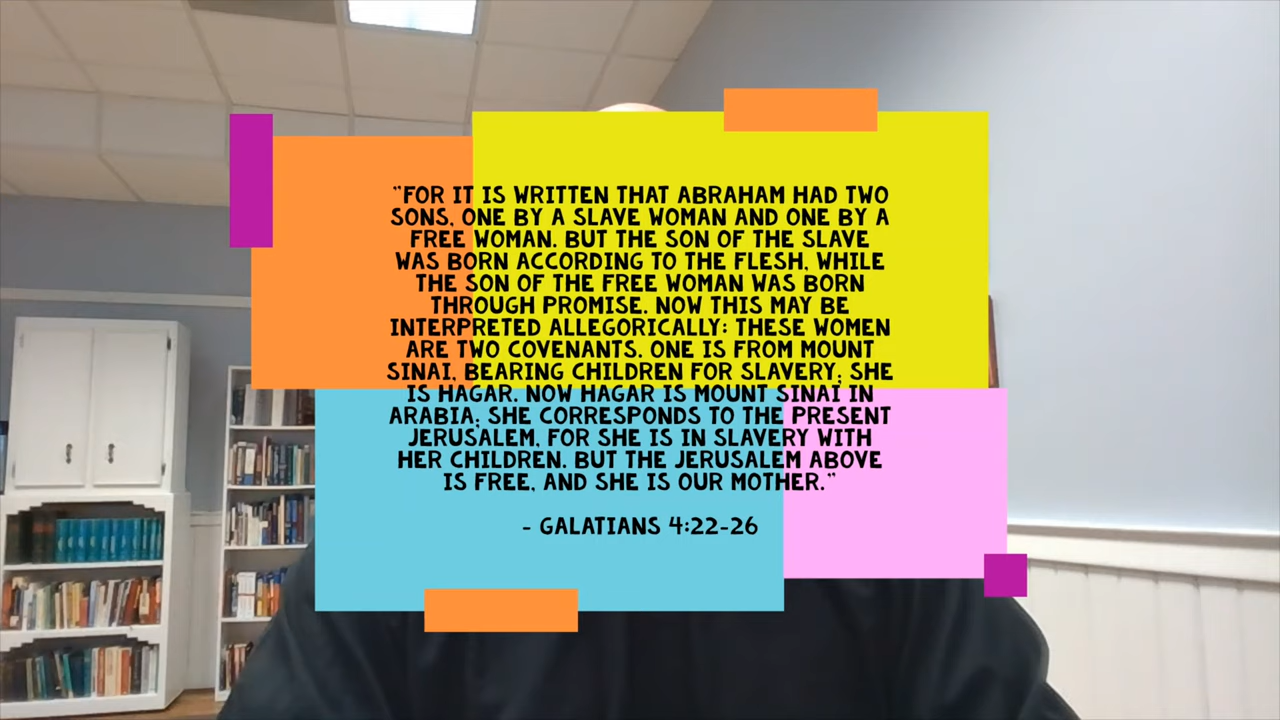 "FOR IT IS WRITTEN THAT ABRAHAM HAD TWO
SONS, ONE BY A SLAVE WOMAN AND ONE BY A
FREE WOMAN. BUT THE SON OF THE SLAVE
WAS BORN ACCORDING TO THE FLESH, WHILE
THE SON OF THE FREE WOMAN WAS BORN
THROUGH PROMISE. NOW THIS MAY BE
INTERPRETED ALLEGORICALLY: THESE WOMEN
ARE TWO COVENANTS. ONE IS FROM MOUNT
SINAI, BEARING CHILDREN FOR SLAVERY; SHE
IS HAGAR. NOW HAGAR IS MOUNT SINAI IN
ARABIA; SHE CORRESPONDS TO THE PRESENT
JERUSALEM, FOR SHE IS IN SLAVERY WITH
HER CHILDREN. BUT THE JERUSALEM ABOVE
IS FREE, AND SHE IS OUR MOTHER."
- GALATIANS 4:22-26